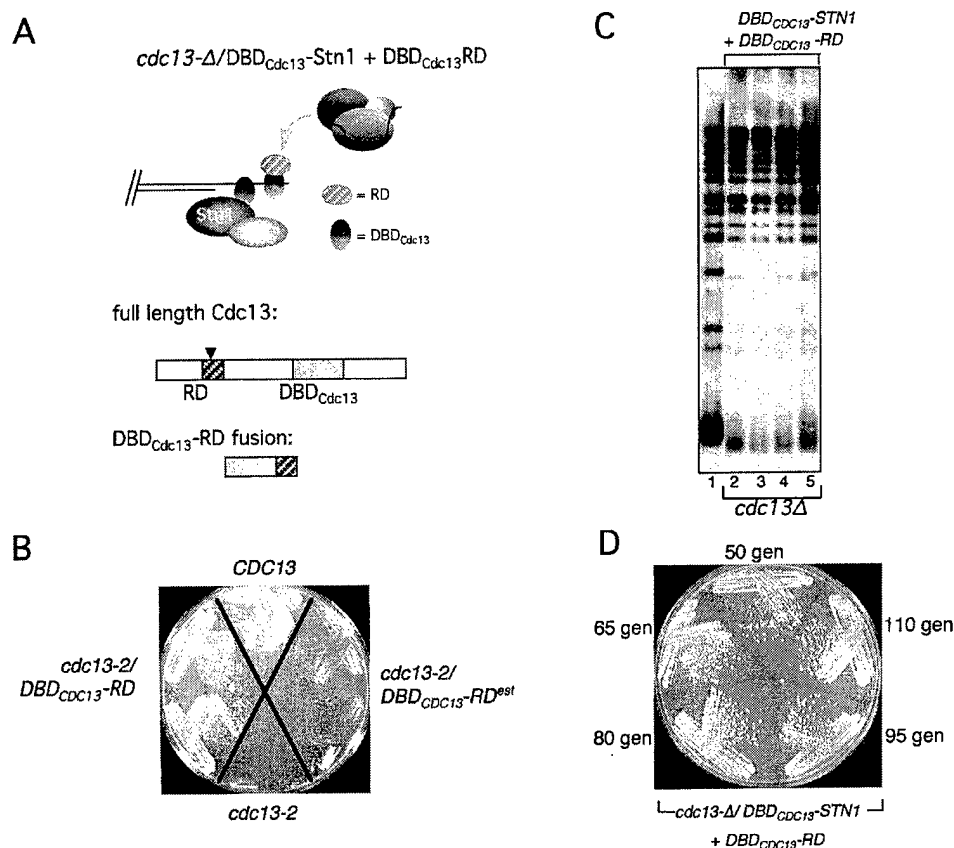 A
cdc13-Δ/DBDCdc13-Stn1 + DBDCdc13RD
Stn1
= RD
= DBDCdc13
full length Cdc13:
RD
DBDCdc13
DBDCdc13-RD fusion:
B
CDC13
cdc13-2/
DBDCDC13-RD
cdc13-2/
DBDCDC13-RDest
cdc13-2
C
DBDCDC13-STN1
+ DBDCDC13-RD
1 2 3 4 5
cdc13Δ
D
50 gen
65 gen
110 gen
80 gen
95 gen
cdc13-Δ/DBDCDC13-STN1
+ DBDCDC13-RD